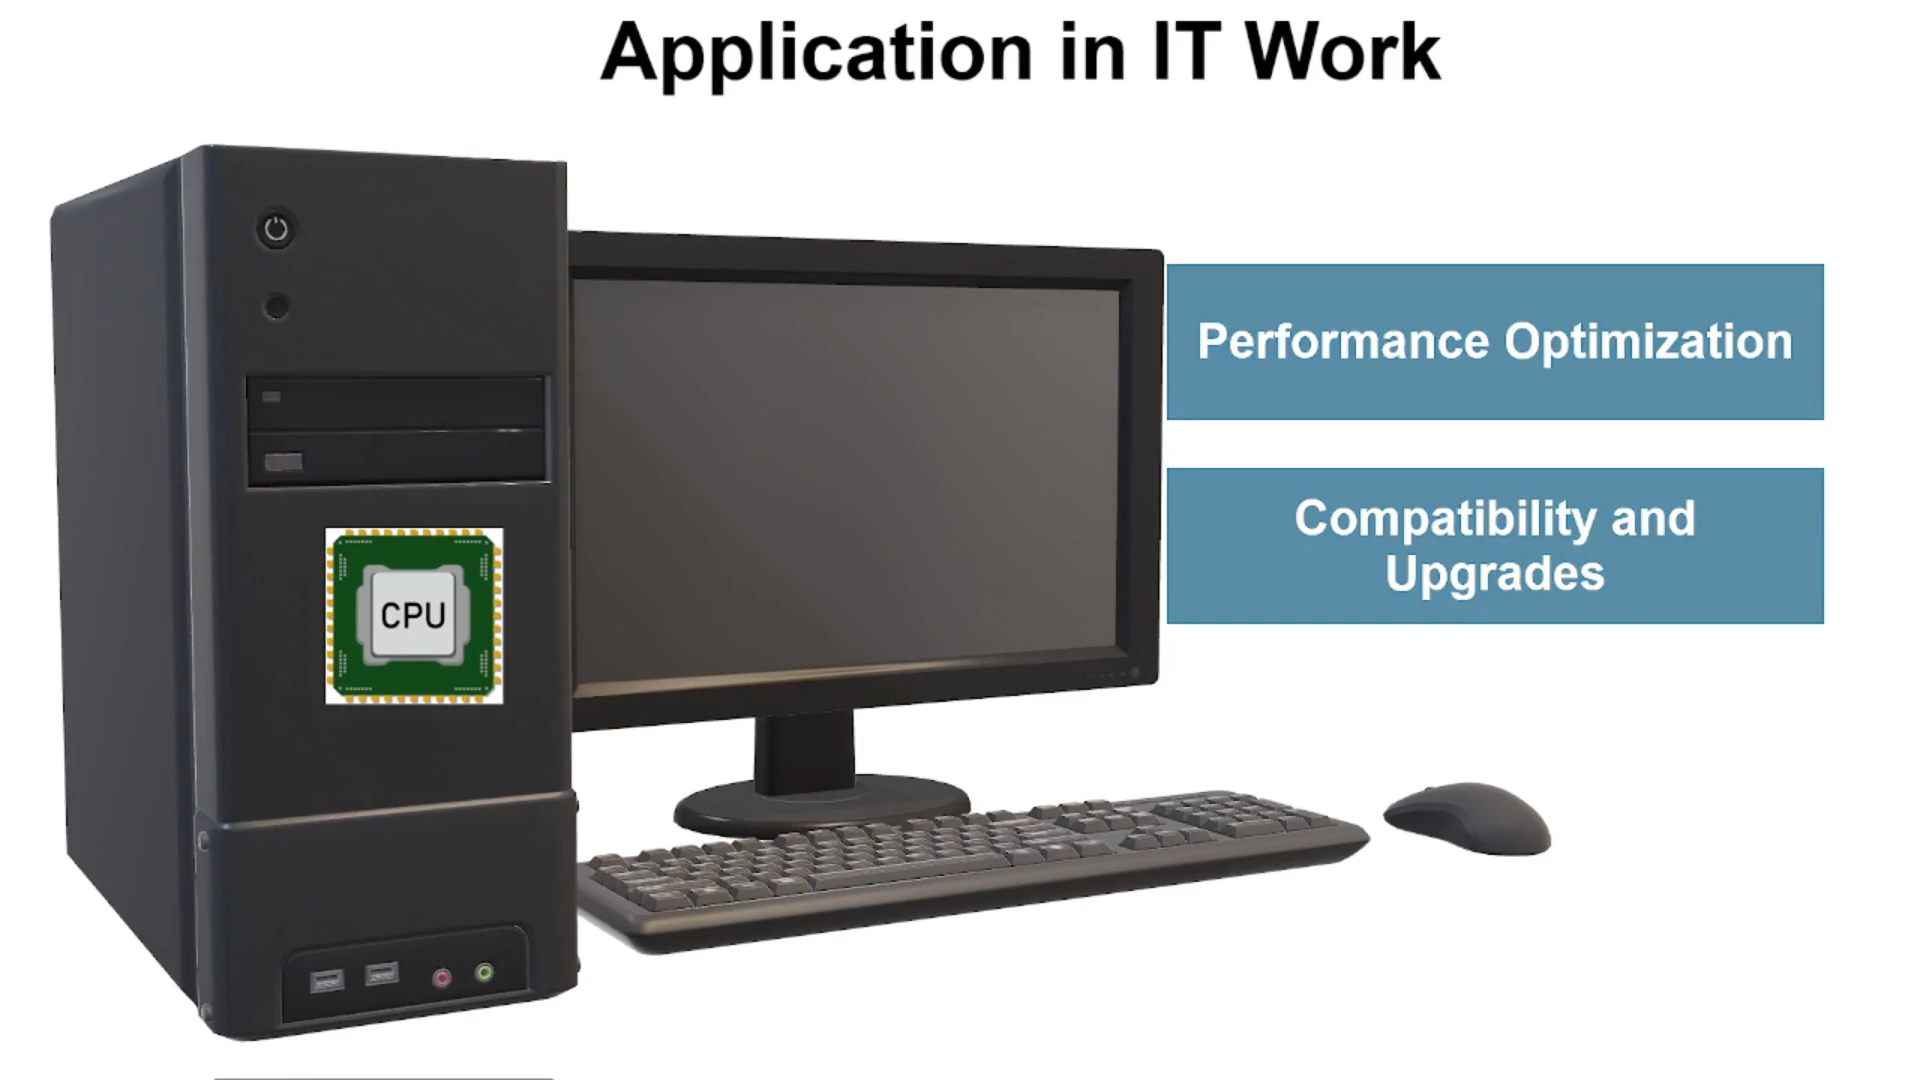 Application in IT Work
Performance Optimization
Compatibility and
Upgrades
CPU